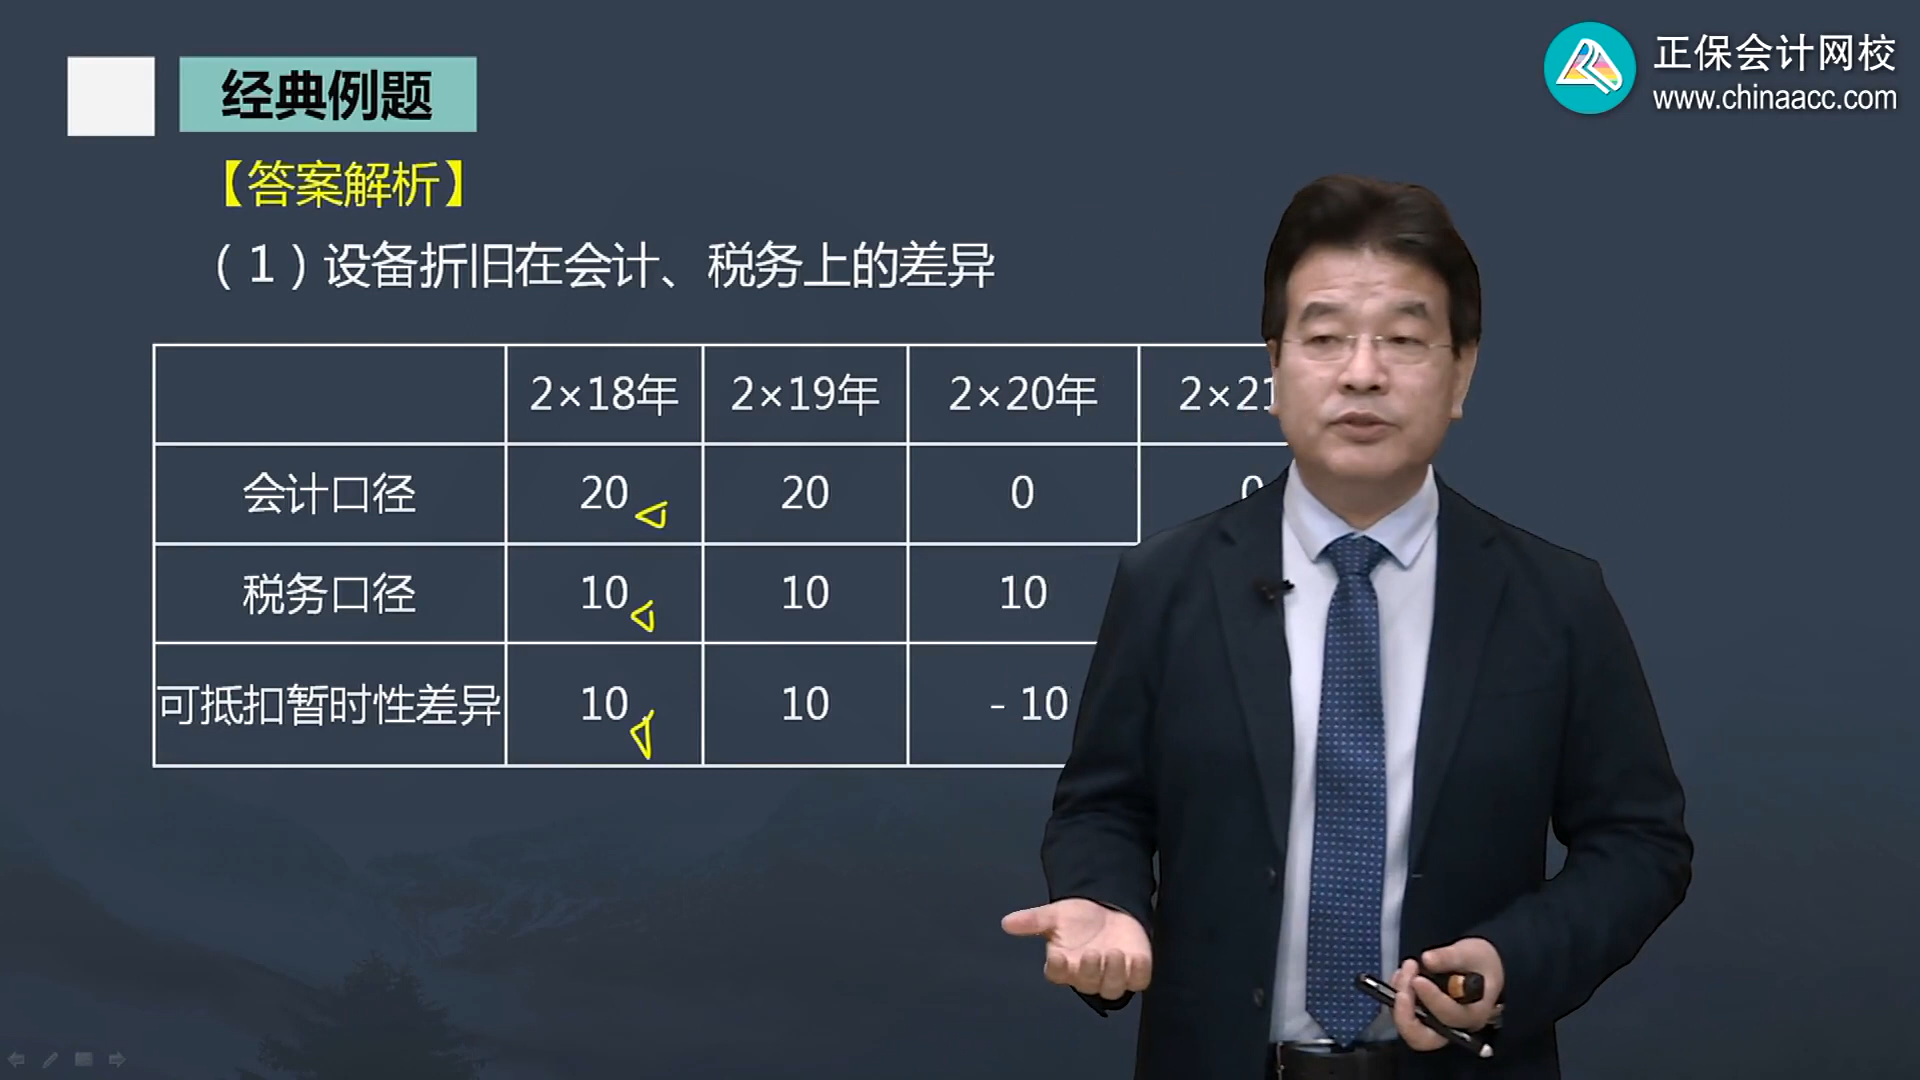 正保会计网校
www.chinaacc.com
经典例题
【答案解析】
（1）设备折旧在会计、税务上的差异
2×18年 2×19年 2×20年 2×21
会计口径 20 20 0 0
税务口径 10 10 10
可抵扣暂时性差异 10 10 -10